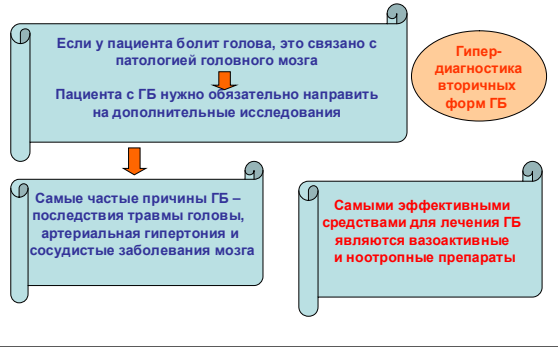 Если у пациента болит голова, это связано с
патологией головного мозга
Пациента с ГБ нужно обязательно направить
на дополнительные исследования
Гипер-
диагностика
вторичных
форм ГБ
Самые частые причины ГБ –
последствия травмы головы,
артериальная гипертония и
сосудистые заболевания мозга
Самыми эффективными
средствами для лечения ГБ
являются вазоактивные
и ноотропные препараты